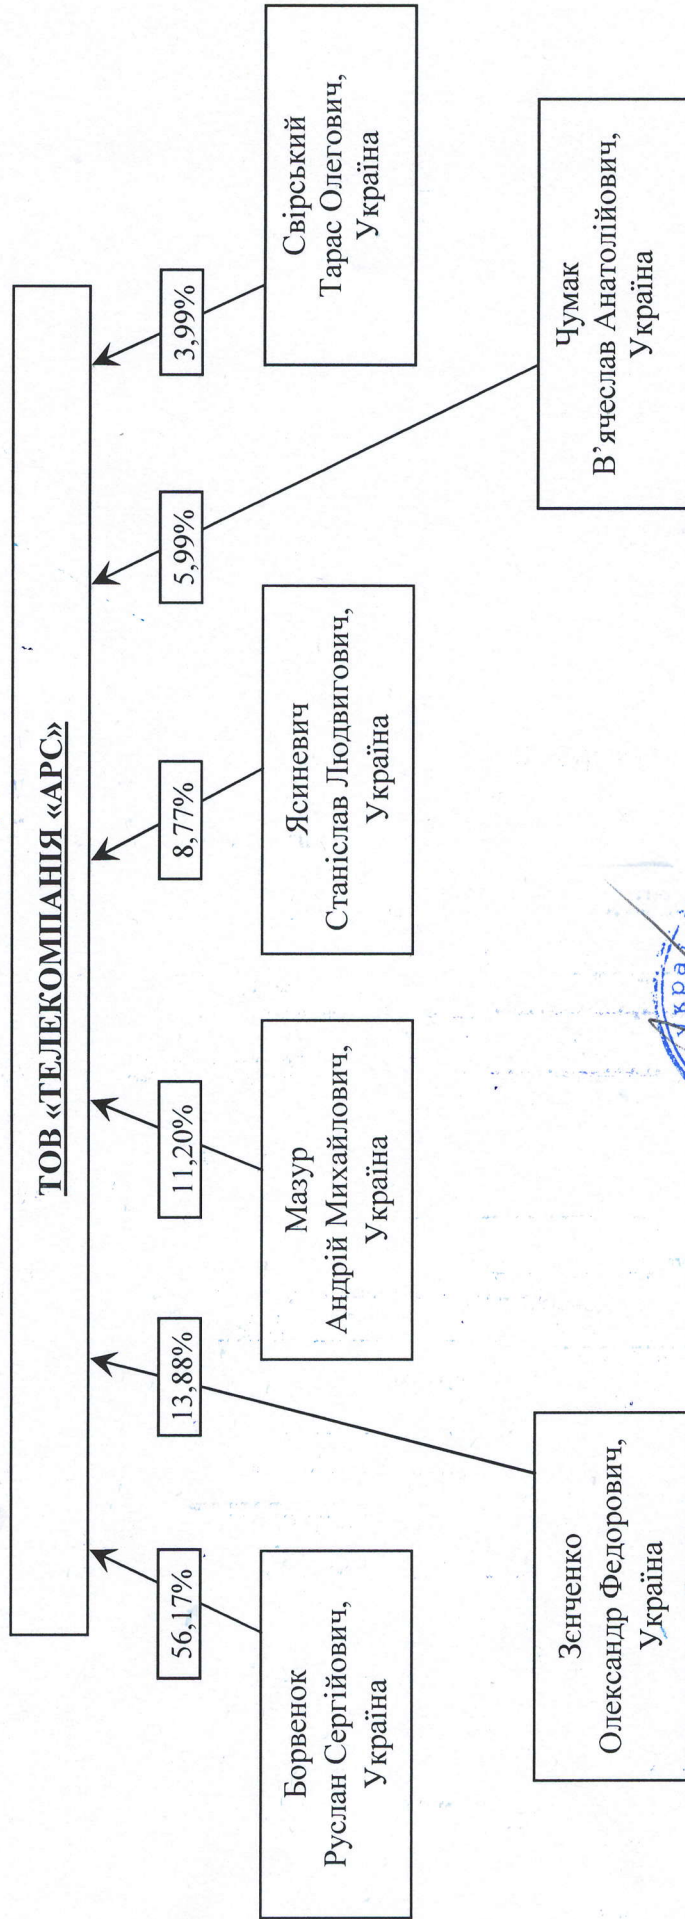 ТОВ «ТЕЛЕКОМПАНІЯ «АРС»
56,17%
13,88%
11,20%
8,77%
5,99%
3,99%
Борвенок
Руслан Сергійович,
Україна
Мазур
Андрій Михайлович,
Україна
Ясиневич
Станіслав Людвигович,
Україна
Свірський
Тарас Олегович,
Україна
Зєнченко
Олександр Федорович,
Україна
Чумак
В’ячеслав Анатолійович,
Україна